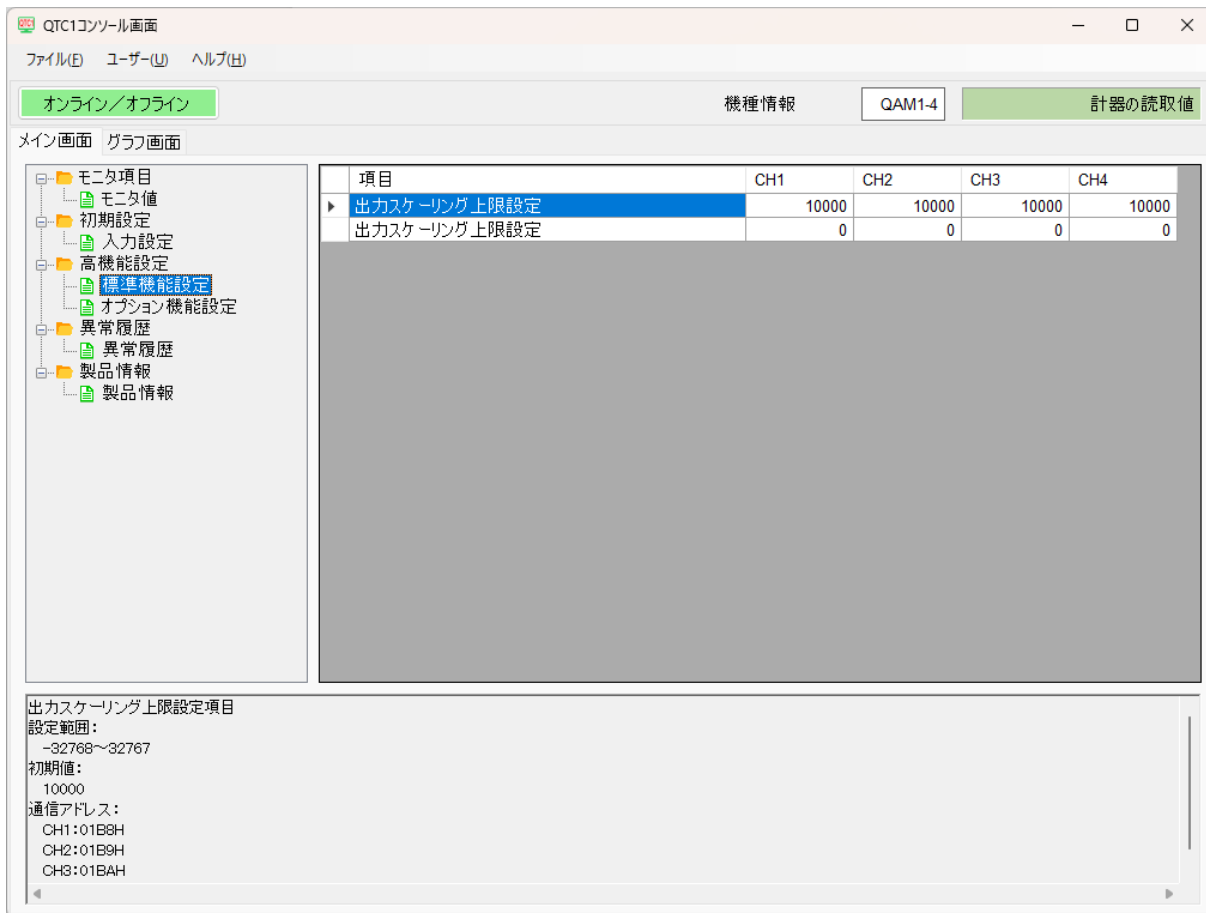 QTC1コンソール画面
ファイル(F) ユーザー(U) ヘルプ(H)
オンライン／オフライン 機種情報 QAM1-4 計器の読取値
メイン画面 グラフ画面
モニタ項目
モニタ値
初期設定
入力設定
高機能設定
標準機能設定
オプション機能設定
異常履歴
異常履歴
製品情報
製品情報
項目 CH1 CH2 CH3 CH4
出力スケーリング上限設定 10000 10000 10000 10000
出力スケーリング上限設定 0 0 0 0
出力スケーリング上限設定項目
設定範囲：
-32768～32767
初期値：
10000
通信アドレス：
CH1:01B8H
CH2:01B9H
CH3:01BAH